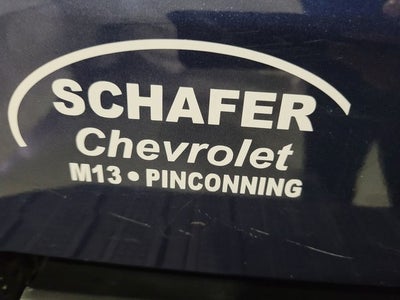 SCHAFER
Chevrolet
M13 • PINCONNING